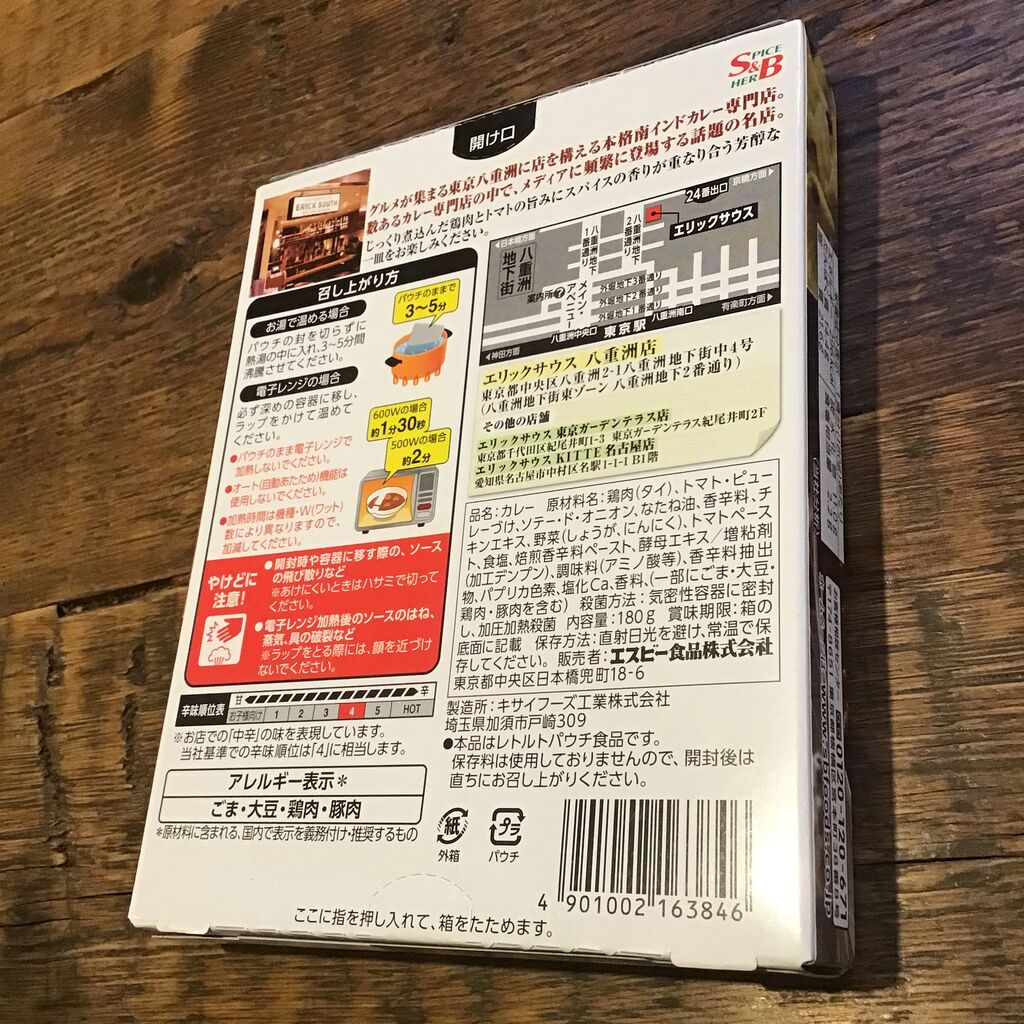 SPICE
S&B
HERB
開け口
グルメが集まる東京八重洲に店を構える本格南インドカレー専門店。
数あるカレー専門店の中で、メディアに頻繁に登場する話題の名店。
じっくり煮込んだ鶏肉とトマトの旨みにスパイスの香りが重なり合う芳醇な
一皿をお楽しみください。
ERICK SOUTH
召し上がり方
お湯で温める場合
パウチの封を切らずに
熱湯の中に入れ、3~5分間
沸騰させてください。
パウチのままで
3~5分
電子レンジの場合
必ず深めの容器に移し、
ラップをかけて温めて
ください。
●パウチのまま電子レンジで
加熱しないでください。
●オート(自動あたため)機能は
使用しないでください。
●加熱時間は機種・W(ワット)
数により異なりますので、
加減してください。
600Wの場合
約1分30秒
500Wの場合
約2分
やけどに
注意!
●開封時や容器に移す際の、ソース
の飛び散りなど
※あけにくいときはハサミで切って
ください。
●電子レンジ加熱後のソースのはね、
蒸気、具の破裂など
※ラップをとる際には、顔を近づけ
ないでください。
辛味順位表
甘 辛
お子様向け 1 2 3 4 5 HOT
※お店での「中辛」の味を表現しています。
当社基準での辛味順位は「4」に相当します。
アレルギー表示*
ごま・大豆・鶏肉・豚肉
*原材料に含まれる、国内で表示を義務付け・推奨するもの
24番出口
京橋方面
エリックサウス
日本橋方面
八重洲
地下街
八重洲地下
1番通り
八重洲地下
2番通り
案内所
メイン・
アベニュー
外堀地下3番通り
外堀地下2番通り
外堀地下1番通り
八重洲中央口
東京駅
八重洲南口
有楽町方面
神田方面
エリックサウス 八重洲店
東京都中央区八重洲2-1八重洲地下街中4号
(八重洲地下街東ゾーン 八重洲地下2番通り)
その他の店舗
エリックサウス 東京ガーデンテラス店
東京都千代田区紀尾井町1-3 東京ガーデンテラス紀尾井町2F
エリックサウス KITTE 名古屋店
愛知県名古屋市中村区名駅1-1-1 B1階
品名:カレー 原材料名:鶏肉(タイ)、トマト・ピュー
レーづけ、ソテー・ド・オニオン、なたね油、香辛料、チ
キンエキス、野菜(しょうが、にんにく)、トマトペース
ト、食塩、焙煎香辛料ペースト、酵母エキス/増粘剤
(加工デンプン)、調味料(アミノ酸等)、香辛料抽出
物、パプリカ色素、塩化Ca、香料、(一部にごま・大豆・
鶏肉・豚肉を含む) 殺菌方法:気密性容器に密封
し、加圧加熱殺菌 内容量:180g 賞味期限:箱の
底面に記載 保存方法:直射日光を避け、常温で保
存してください。 販売者:エスビー食品株式会社
東京都中央区日本橋兜町18-6
製造所:キサイフーズ工業株式会社
埼玉県加須市戸崎309
●本品はレトルトパウチ食品です。
保存料は使用しておりませんので、開封後は
直ちにお召し上がりください。
紙
外箱
プラ
パウチ
4 901002 163846
ここに指を押し入れて、箱をたためます。
0120-120-671